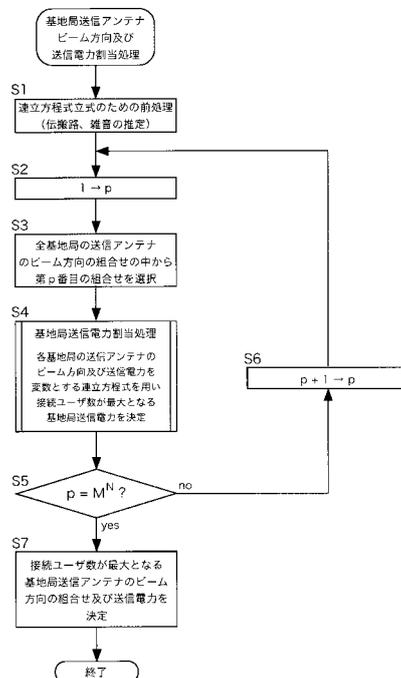 基地局送信アンテナ
ビーム方向及び
送信電力割当処理
S1
連立方程式立式のための前処理
(伝搬路、雑音の推定)
S2
1 → p
S3
全基地局の送信アンテナ
のビーム方向の組合せの中から
第p番目の組合せを選択
S4
基地局送信電力割当処理
各基地局の送信アンテナの
ビーム方向及び送信電力を
変数とする連立方程式を用い
接続ユーザ数が最大となる
基地局送信電力を決定
S6
p + 1 → p
S5
p = M^N ?
no
yes
S7
接続ユーザ数が最大となる
基地局送信アンテナのビーム
方向の組合せ及び送信電力を
決定
終了